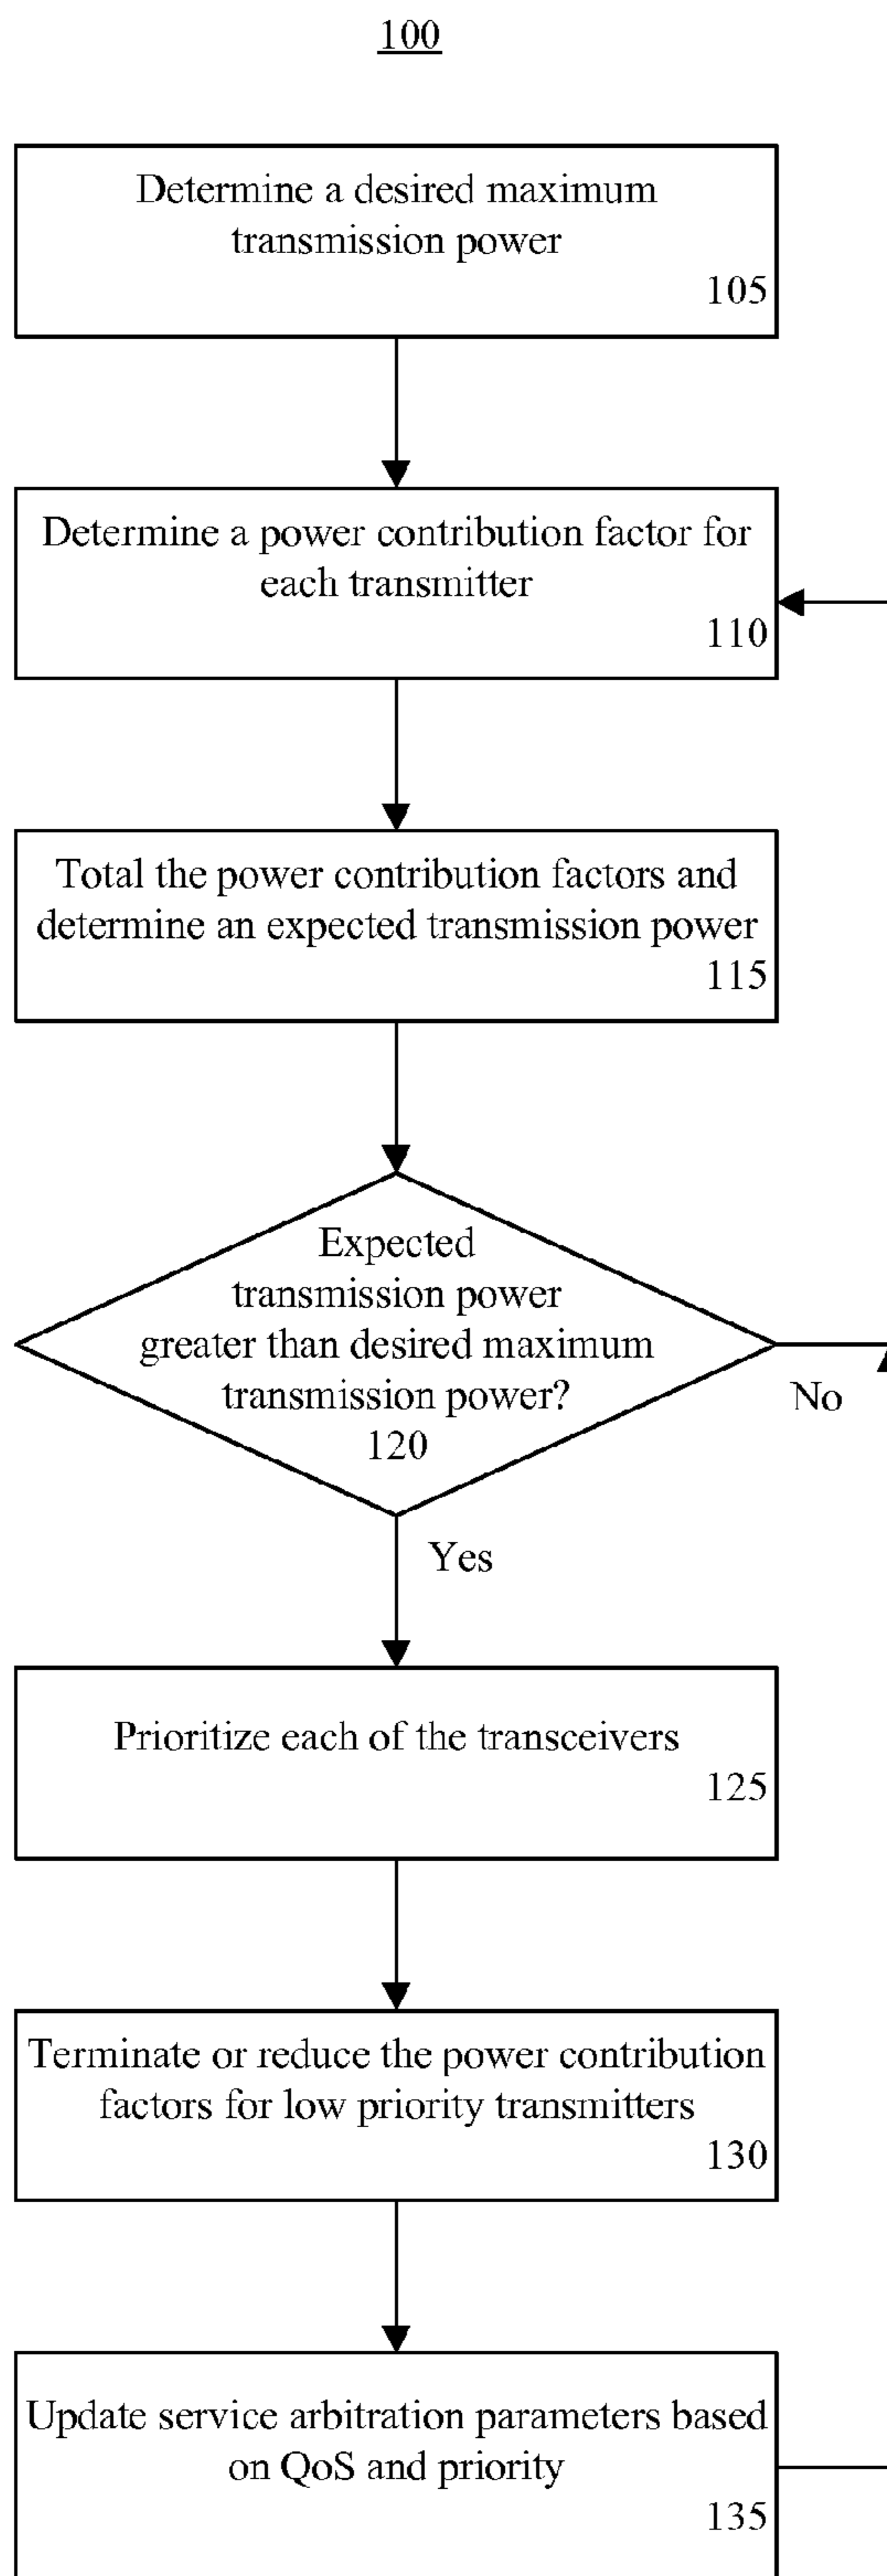 100
Determine a desired maximum
transmission power
105
Determine a power contribution factor for
each transmitter
110
Total the power contribution factors and
determine an expected transmission power
115
Expected
transmission power
greater than desired maximum
transmission power?
120
No
Yes
Prioritize each of the transceivers
125
Terminate or reduce the power contribution
factors for low priority transmitters
130
Update service arbitration parameters based
on QoS and priority
135